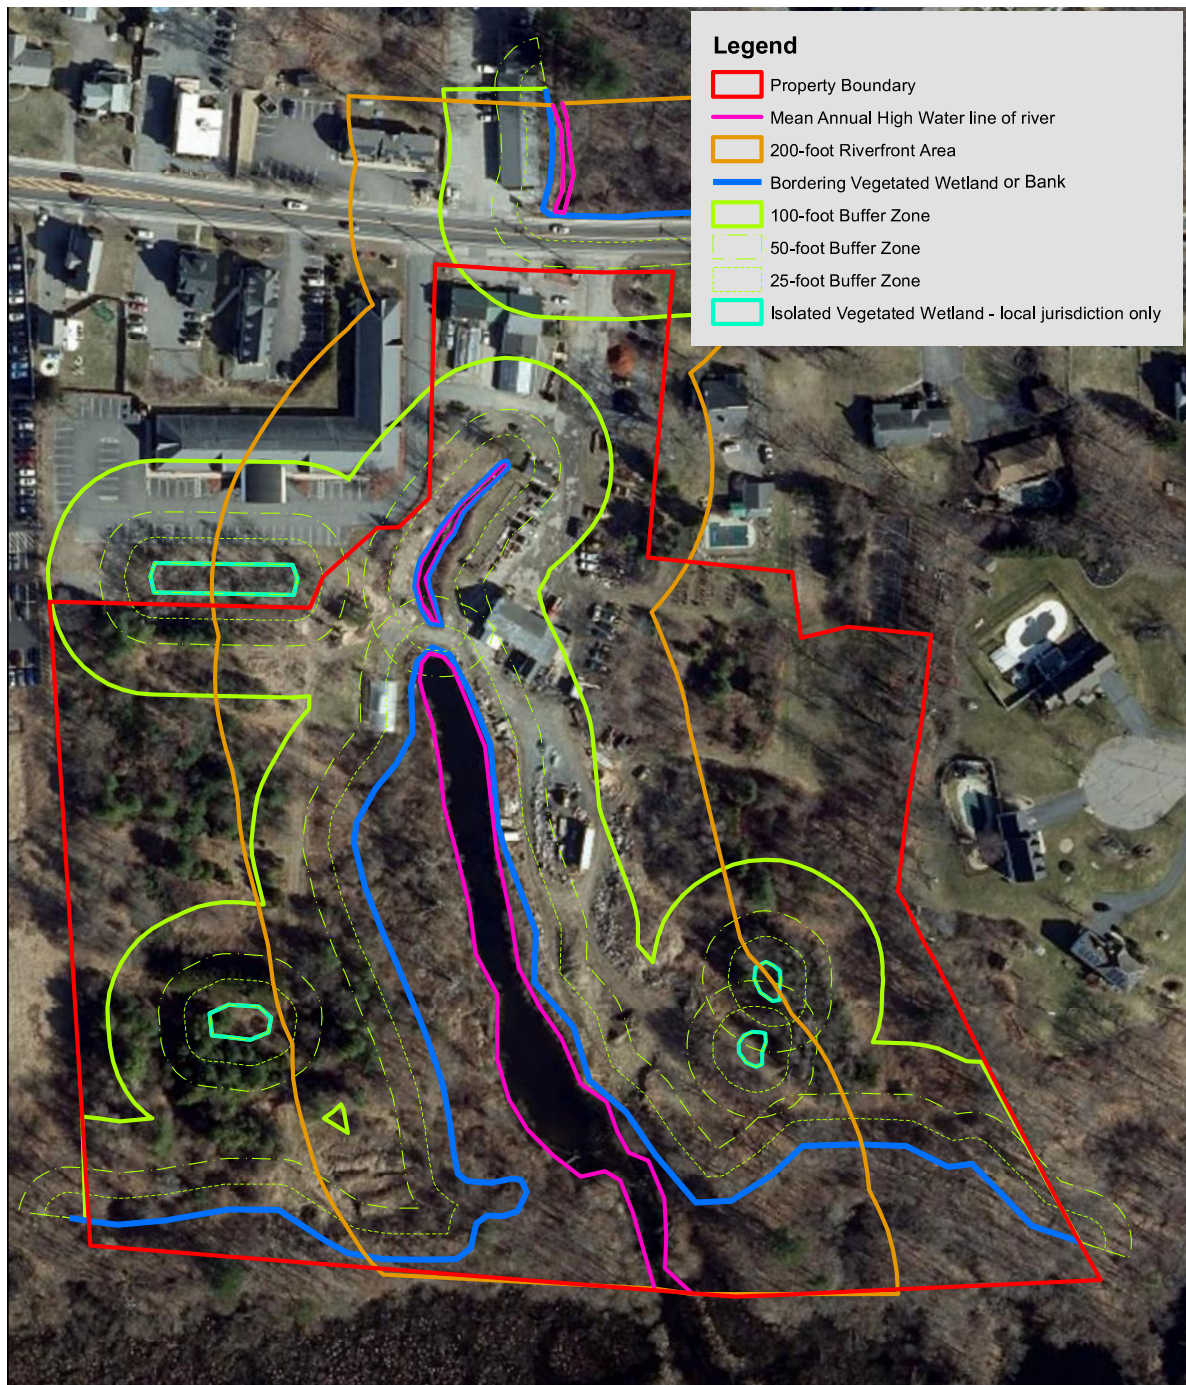 Legend
Property Boundary
Mean Annual High Water line of river
200-foot Riverfront Area
Bordering Vegetated Wetland or Bank
100-foot Buffer Zone
50-foot Buffer Zone
25-foot Buffer Zone
Isolated Vegetated Wetland - local jurisdiction only